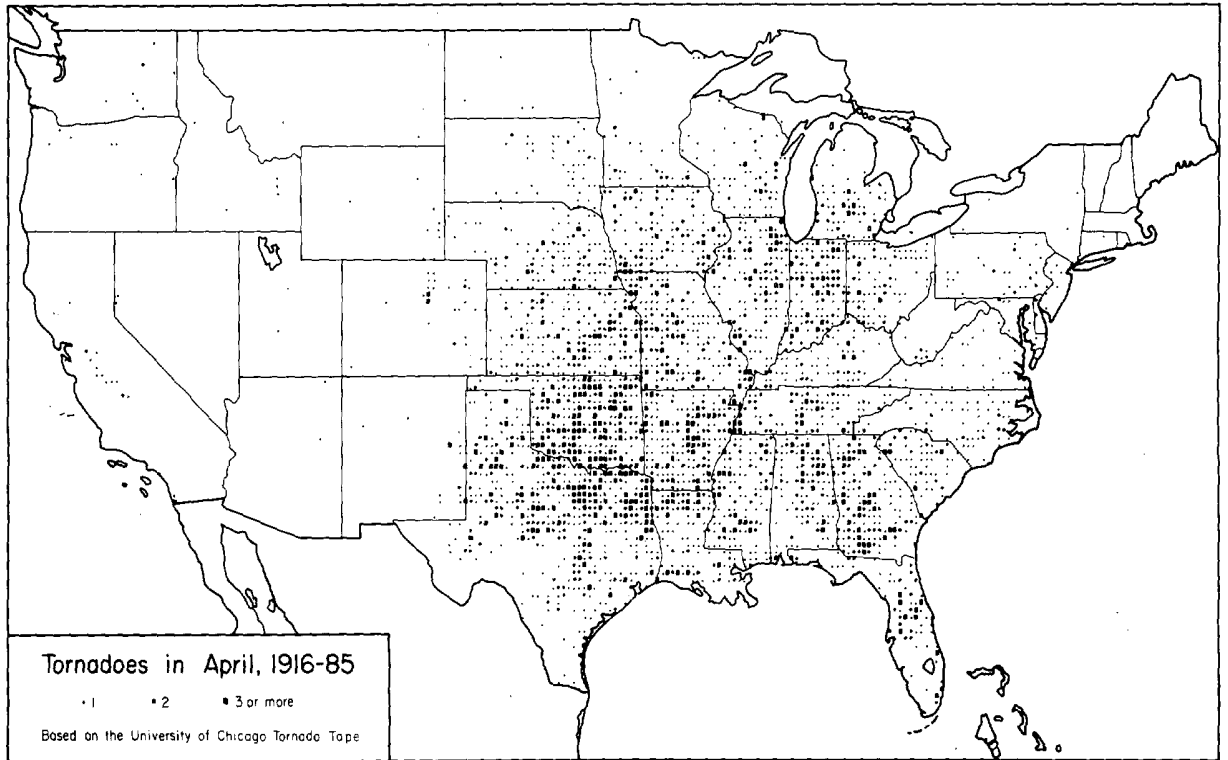 Tornadoes in April, 1916-85
1 2 3 or more
Based on the University of Chicago Tornado Tape